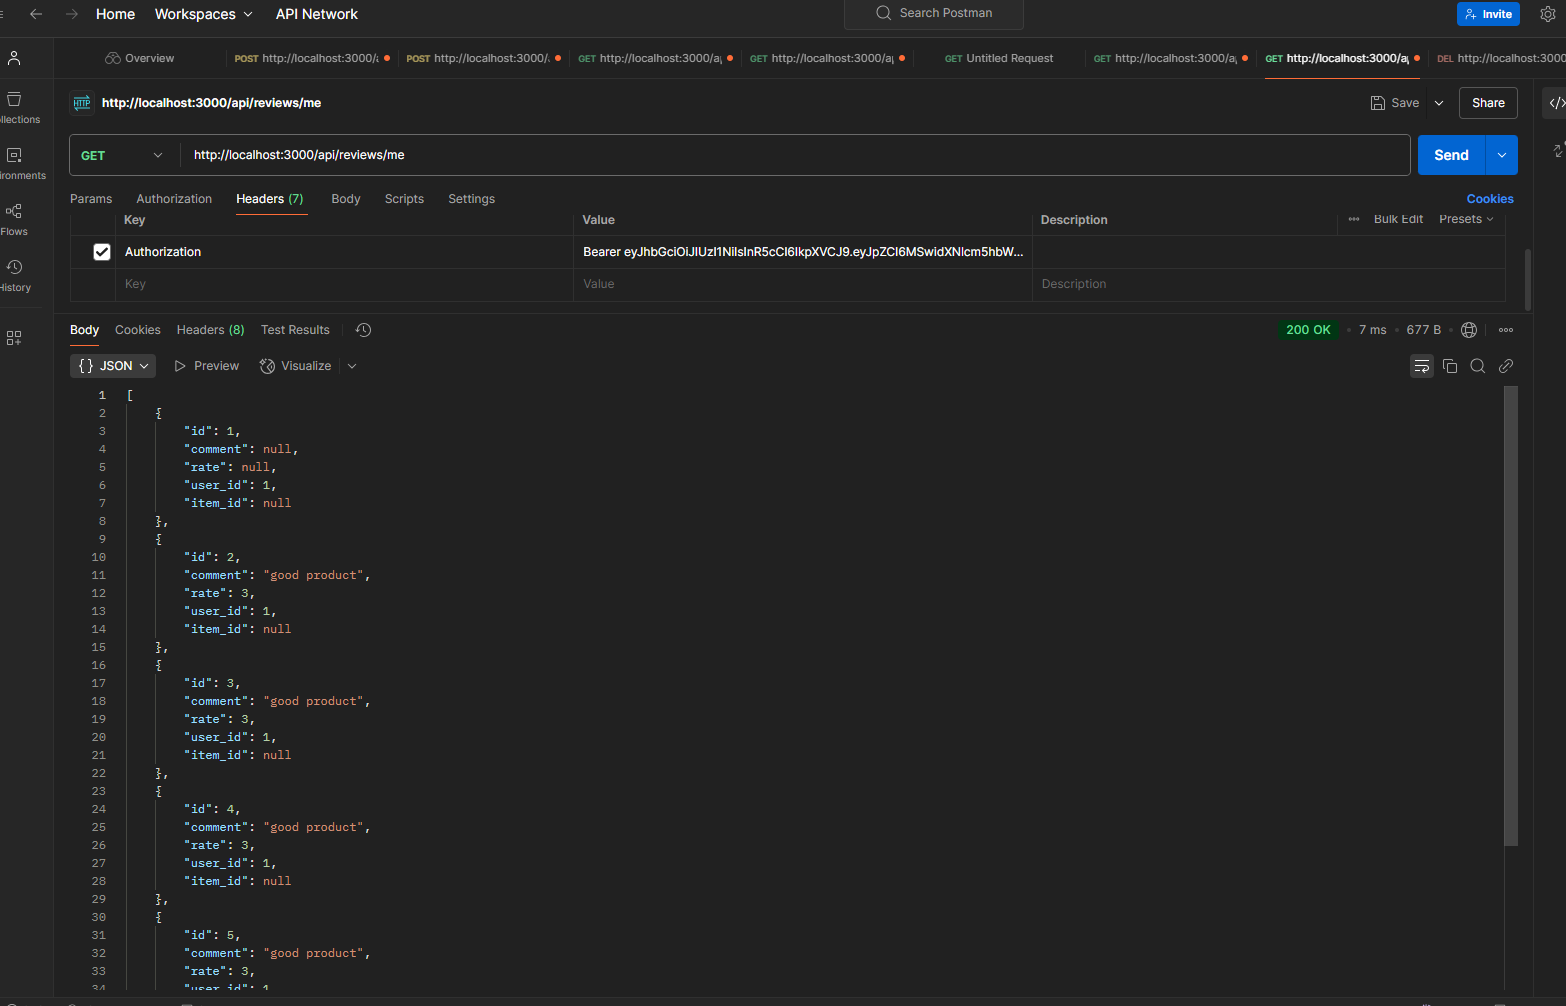 Home Workspaces API Network Search Postman Invite
Overview POST http://localhost:3000/a POST http://localhost:3000/. GET http://localhost:3000/a GET http://localhost:3000/a GET Untitled Request GET http://localhost:3000/a GET http://localhost:3000/a DEL http://localhost:3000
HTTP http://localhost:3000/api/reviews/me Save Share
llections
GET http://localhost:3000/api/reviews/me Send
ironments
Params Authorization Headers (7) Body Scripts Settings Cookies
Key Value Description Bulk Edit Presets
Flows
Authorization Bearer eyJhbGciOiJIUzI1NiIsInR5cCI6IkpXVCJ9.eyJpZCI6MSwidXNlcm5hbW...
Key Value Description
History
Body Cookies Headers (8) Test Results 200 OK 7 ms 677 B
{} JSON Preview Visualize
1 [
2 {
3 "id": 1,
4 "comment": null,
5 "rate": null,
6 "user_id": 1,
7 "item_id": null
8 },
9 {
10 "id": 2,
11 "comment": "good product",
12 "rate": 3,
13 "user_id": 1,
14 "item_id": null
15 },
16 {
17 "id": 3,
18 "comment": "good product",
19 "rate": 3,
20 "user_id": 1,
21 "item_id": null
22 },
23 {
24 "id": 4,
25 "comment": "good product",
26 "rate": 3,
27 "user_id": 1,
28 "item_id": null
29 },
30 {
31 "id": 5,
32 "comment": "good product",
33 "rate": 3,
34 "user_id": 1